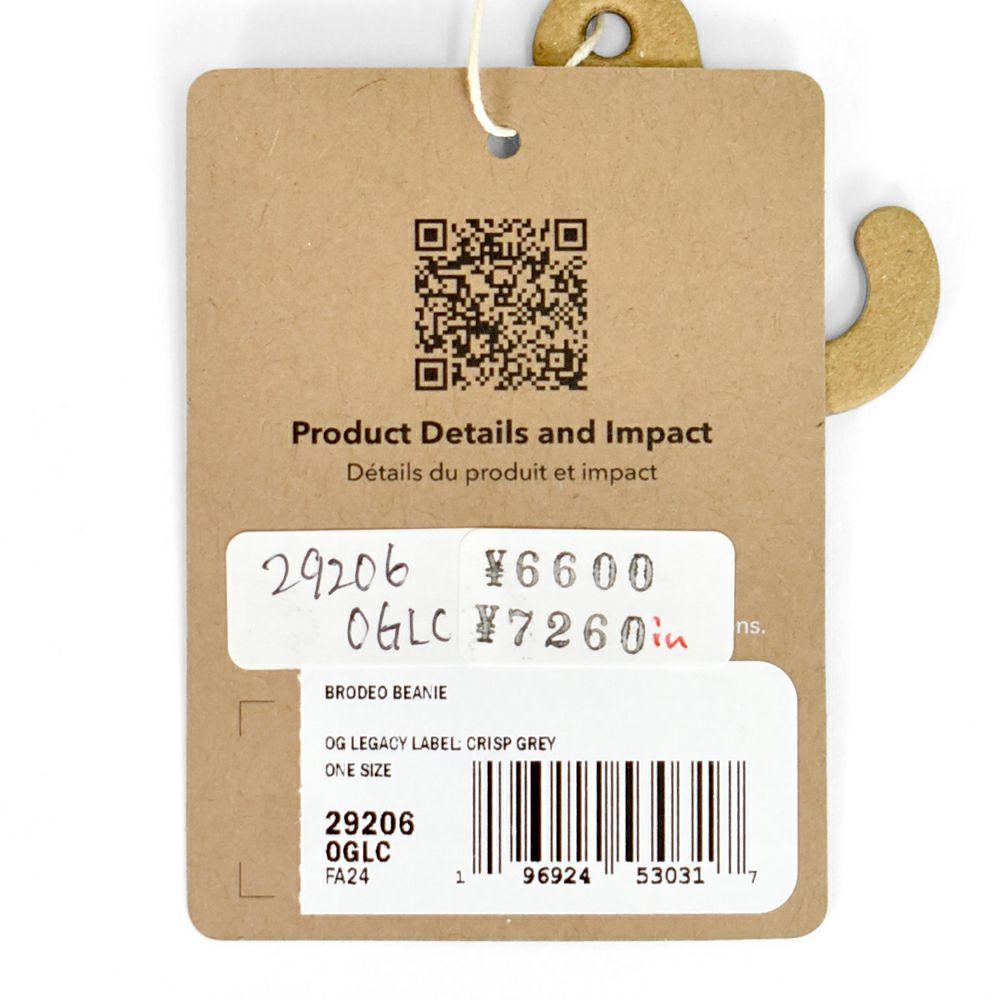 Product Details and Impact
Détails du produit et impact
29206
OGLC
¥6600
¥7260in
ns.
BRODEO BEANIE
OG LEGACY LABEL: CRISP GREY
ONE SIZE
29206
OGLC
FA24
1 96924 53031 7